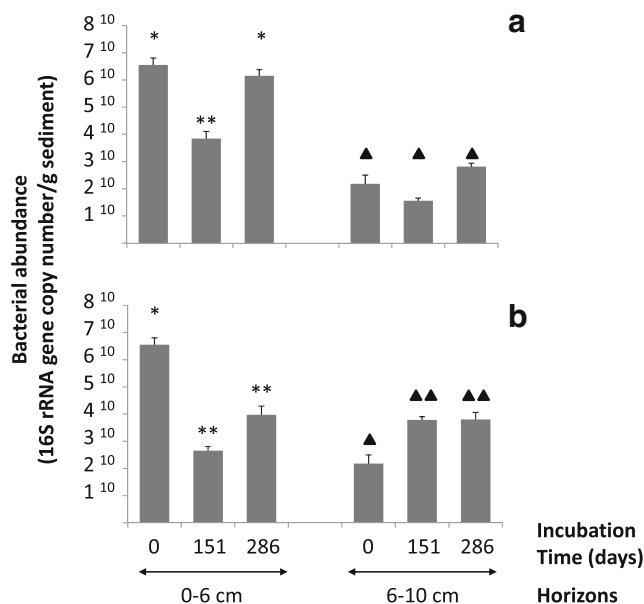 Bacterial abundance
(16S rRNA gene copy number/g sediment)
a
8 10
7 10
6 10
5 10
4 10
3 10
2 10
1 10
* ** * ▲ ▲ ▲
b
8 10
7 10
6 10
5 10
4 10
3 10
2 10
1 10
* ** ** ▲ ▲▲ ▲▲
0 151 286 0 151 286
Incubation
Time (days)
0-6 cm 6-10 cm Horizons